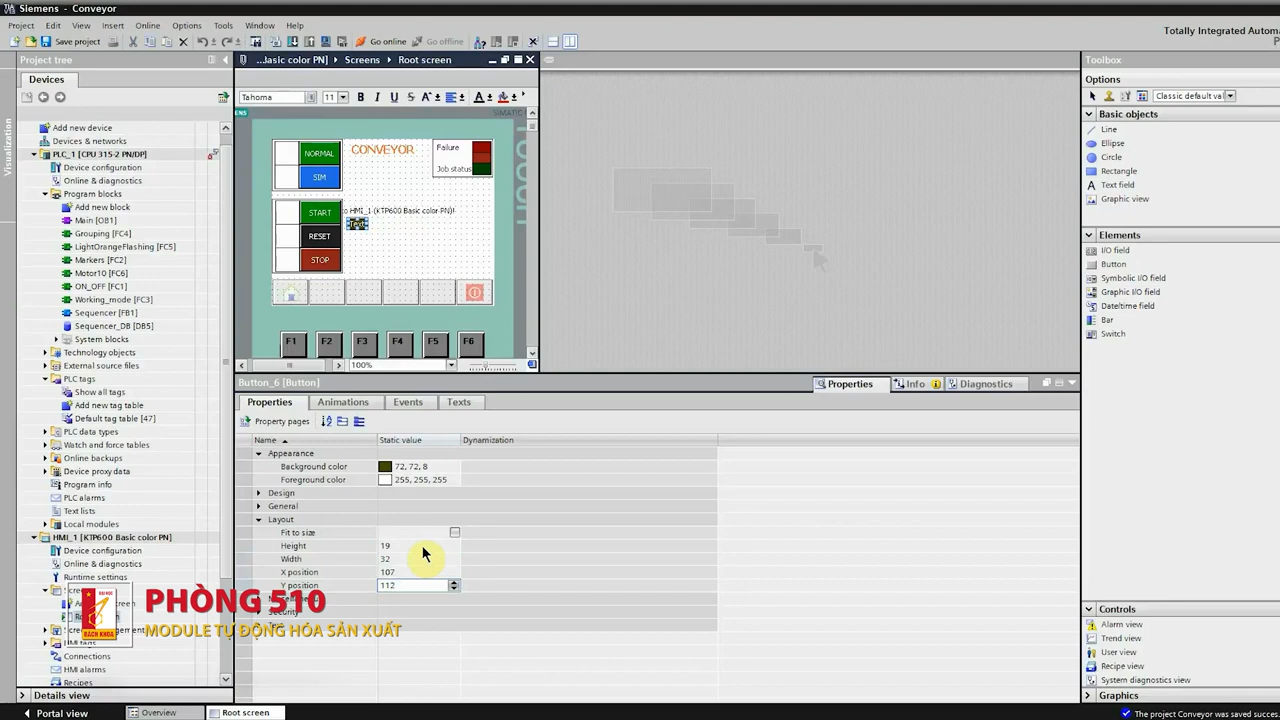 Siemens - Conveyor
Project Edit View Insert Online Options Tools Window Help
Totally Integrated Automa
Save project Go online Go offline
Project tree
Devices
Visualization
Add new device
Devices & networks
PLC_1 [CPU 315-2 PN/DP]
Device configuration
Online & diagnostics
Program blocks
Add new block
Main [OB1]
Grouping [FC4]
LightOrangeFlashing [FC5]
Markers [FC2]
Motor10 [FC6]
ON_OFF [FC1]
Working_mode [FC3]
Sequencer [FB1]
Sequencer_DB [DB5]
System blocks
Technology objects
External source files
PLC tags
Show all tags
Add new tag table
Default tag table [47]
PLC data types
Watch and force tables
Online backups
Device proxy data
Program info
PLC alarms
Text lists
Local modules
HMI_1 [KTP600 Basic color PN]
Device configuration
Online & diagnostics
Runtime settings
Connections
HMI alarms
Recipes
Details view
...Jasic color PN] Screens Root screen
Tahoma 11 B I U S A A
ENS SIMATIC
NORMAL
SIM
CONVEYOR
Failure
Job status
START
RESET
STOP
to HMI_1 (KTP600 Basic color PN)!
Text
F1 F2 F3 F4 F5 F6
100%
Button_6 [Button]
Properties Info Diagnostics
Properties Animations Events Texts
Property pages
Name Static value Dynamization
Appearance
Background color 72, 72, 8
Foreground color 255, 255, 255
Design
General
Layout
Fit to size
Height 19
Width 32
X position 107
Y position 112
Security
ĐẠI HỌC
BÁCH KHOA
PHÒNG 510
MODULE TỰ ĐỘNG HÓA SẢN XUẤT
Toolbox
Options
Classic default val
Basic objects
Line
Ellipse
Circle
Rectangle
Text field
Graphic view
Elements
I/O field
Button
Symbolic I/O field
Graphic I/O field
Date/time field
Bar
Switch
Controls
Alarm view
Trend view
User view
Recipe view
System diagnostics view
Graphics
Portal view Overview Root screen
The project Conveyor was saved succes